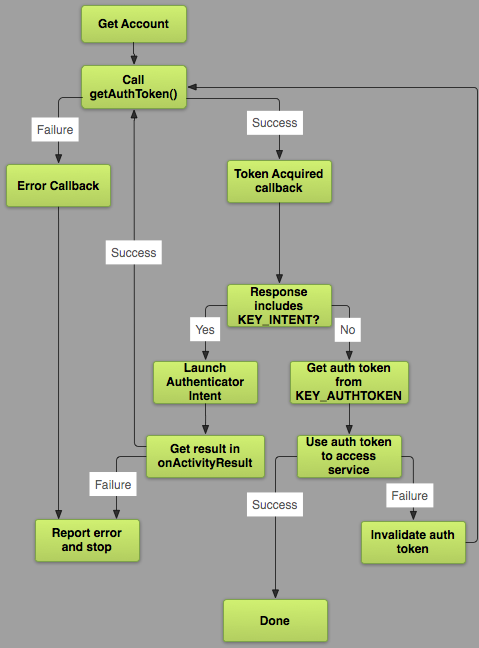 Get Account
Call
getAuthToken()
Failure
Success
Error Callback
Token Acquired
callback
Success
Response
includes
KEY_INTENT?
Yes
No
Launch
Authenticator
Intent
Get auth token
from
KEY_AUTHTOKEN
Get result in
onActivityResult
Use auth token
to access
service
Failure
Success
Failure
Report error
and stop
Invalidate auth
token
Done